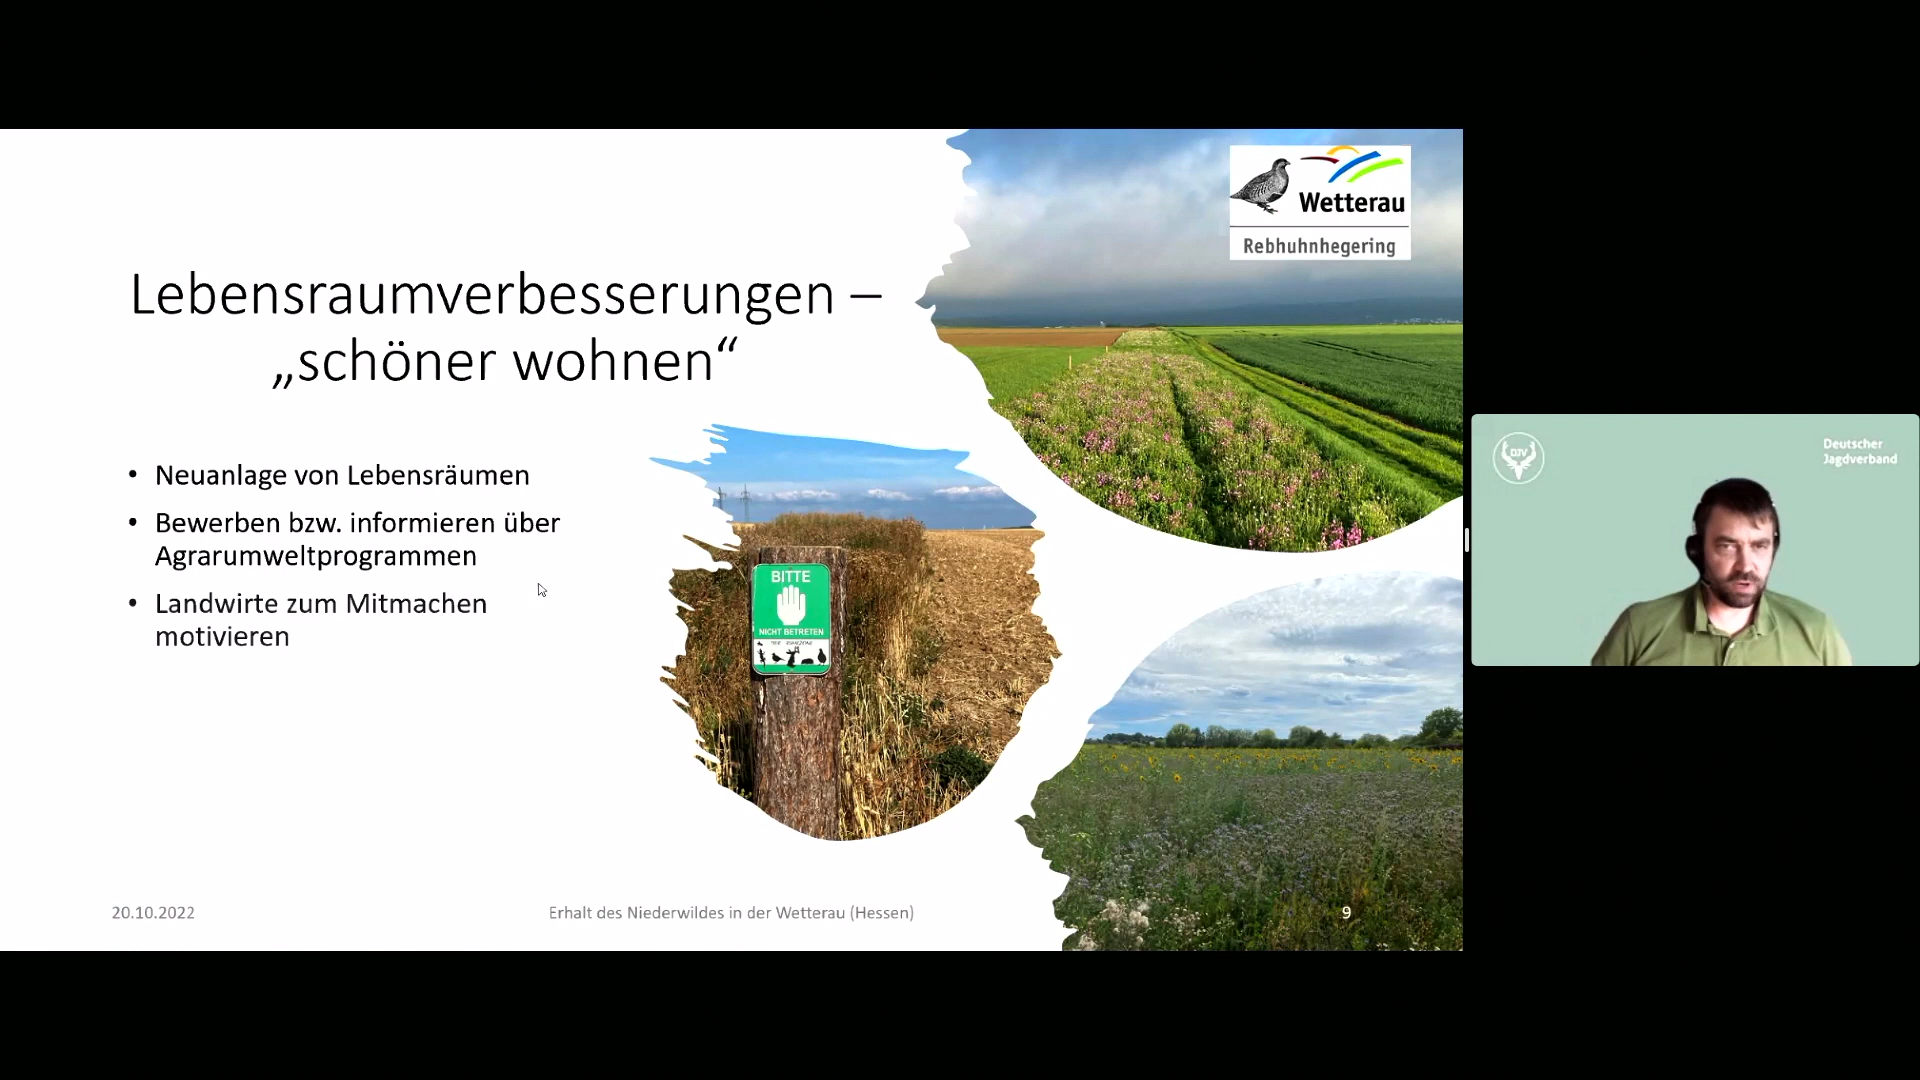 Wetterau
Rebhuhnhegering
Lebensraumverbesserungen –
„schöner wohnen“
• Neuanlage von Lebensräumen
• Bewerben bzw. informieren über
Agrarumweltprogrammen
• Landwirte zum Mitmachen
motivieren
BITTE
NICHT BETRETEN
20.10.2022
Erhalt des Niederwildes in der Wetterau (Hessen)
9
DJV
Deutscher
Jagdverband